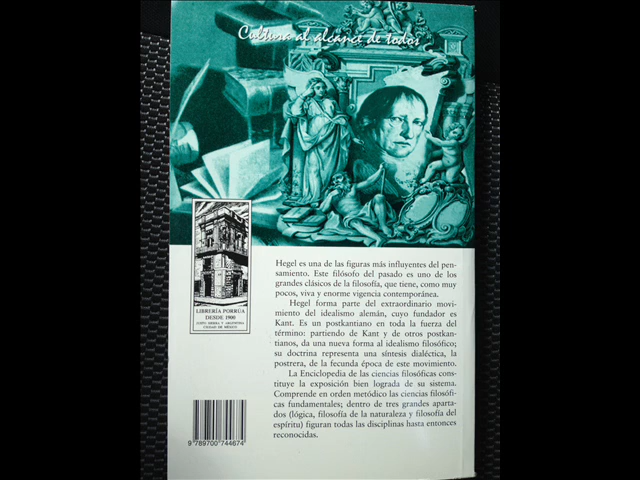 Cultura al alcance de todos
Hegel es una de las figuras más influyentes del pen-
samiento. Este filósofo del pasado es uno de los
grandes clásicos de la filosofía, que tiene, como muy
pocos, viva y enorme vigencia contemporánea.
Hegel forma parte del extraordinario movi-
miento del idealismo alemán, cuyo fundador es
Kant. Es un postkantiano en toda la fuerza del
término: partiendo de Kant y de otros postkan-
tianos, da una nueva forma al idealismo filosófico;
su doctrina representa una síntesis dialéctica, la
postrera, de la fecunda época de este movimiento.
La Enciclopedia de las ciencias filosóficas cons-
tituye la exposición bien lograda de su sistema.
Comprende en orden metódico las ciencias filosófi-
cas fundamentales; dentro de tres grandes aparta-
dos (lógica, filosofía de la naturaleza y filosofía del
espíritu) figuran todas las disciplinas hasta entonces
reconocidas.
LIBRERÍA PORRÚA
DESDE 1900
JUSTO SIERRA Y ARGENTINA
CIUDAD DE MÉXICO
9 789700 744674